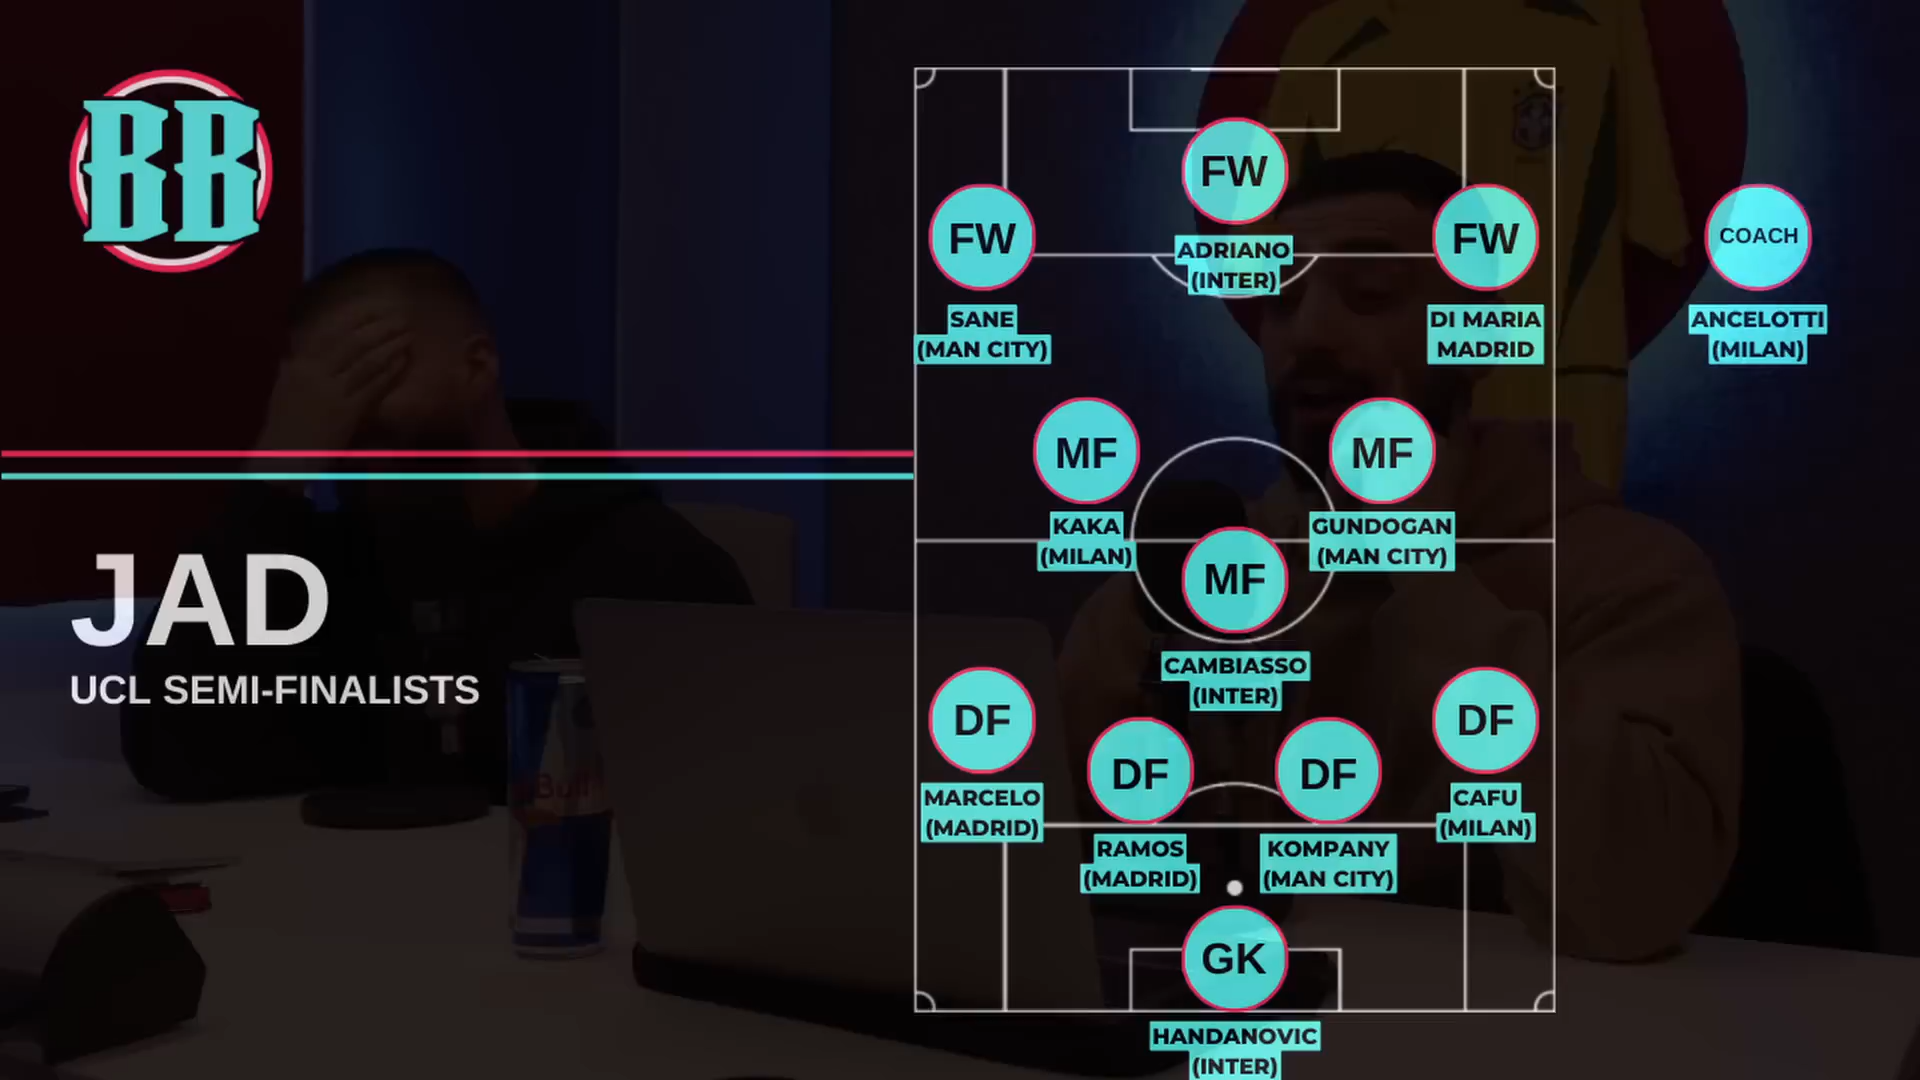 BB
JAD
UCL SEMI-FINALISTS
FW
ADRIANO
(INTER)
FW
SANE
(MAN CITY)
FW
DI MARIA
MADRID
COACH
ANCELOTTI
(MILAN)
MF
KAKA
(MILAN)
MF
GUNDOGAN
(MAN CITY)
MF
CAMBIASSO
(INTER)
DF
MARCELO
(MADRID)
DF
RAMOS
(MADRID)
DF
KOMPANY
(MAN CITY)
DF
CAFU
(MILAN)
GK
HANDANOVIC
(INTER)